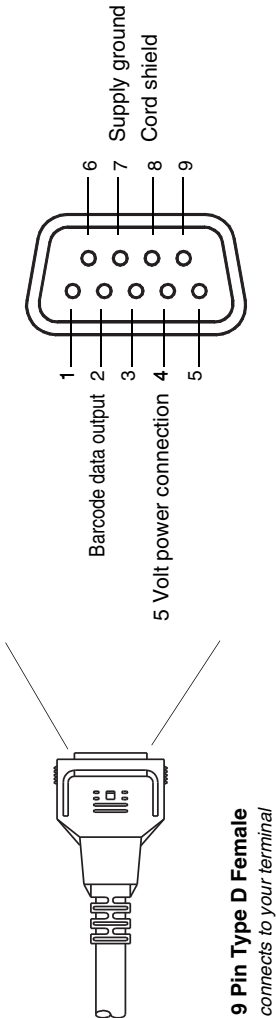 1
Barcode data output 2
3
5 Volt power connection 4
5
6
7 Supply ground
8 Cord shield
9
9 Pin Type D Female
connects to your terminal